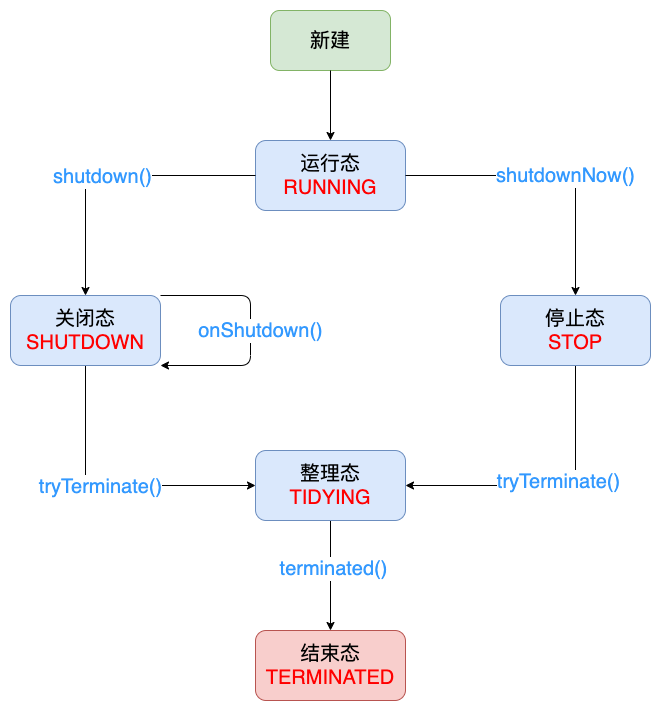 新建
运行态
RUNNING
shutdown()
shutdownNow()
关闭态
SHUTDOWN
onShutdown()
停止态
STOP
tryTerminate()
整理态
TIDYING
tryTerminate()
terminated()
结束态
TERMINATED